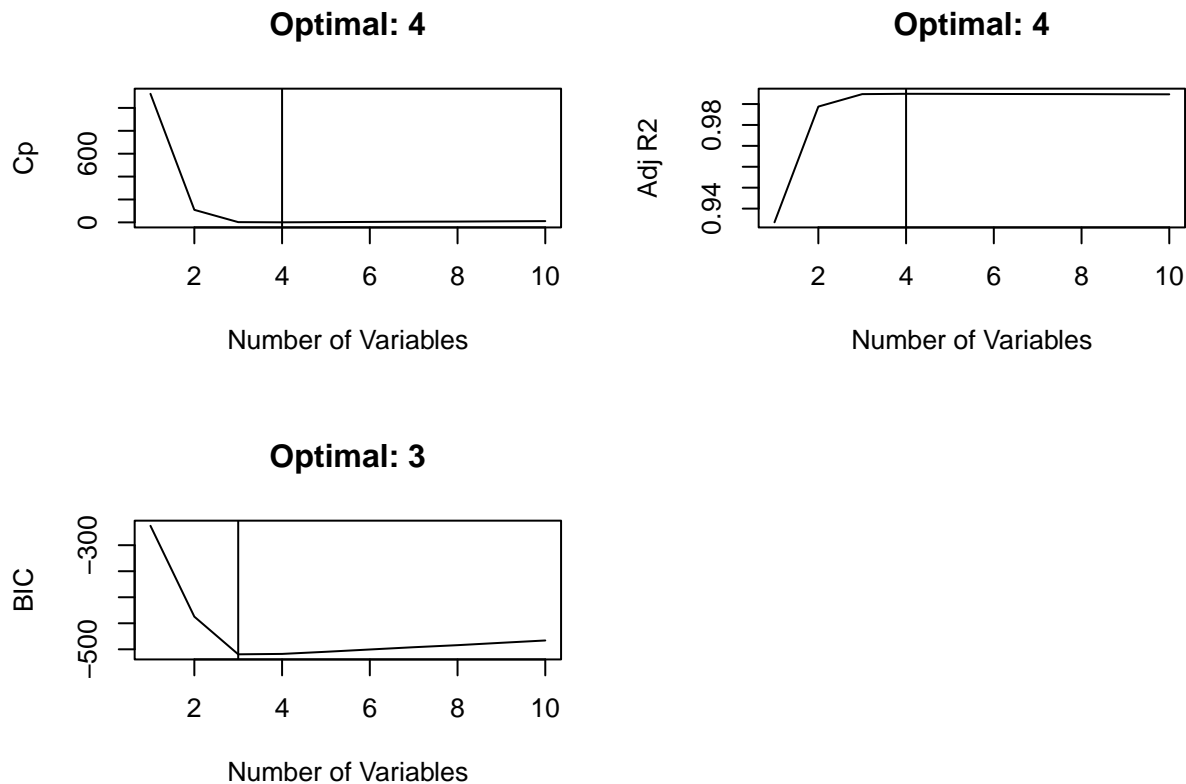 Optimal: 4
Cp
0
600
2
4
6
8
10
Number of Variables
Optimal: 4
Adj R2
0.94
0.98
2
4
6
8
10
Number of Variables
Optimal: 3
BIC
−500
−300
2
4
6
8
10
Number of Variables